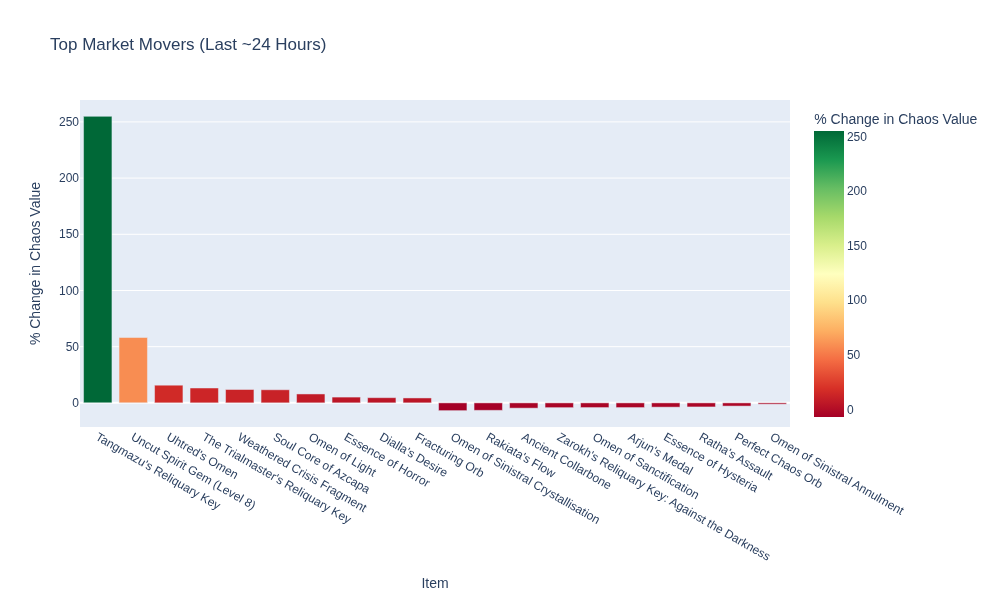 Top Market Movers (Last ~24 Hours)
% Change in Chaos Value
250
200
150
100
50
0
% Change in Chaos Value
250
200
150
100
50
0
Tangmazu's Reliquary Key
Uncut Spirit Gem (Level 8)
Uhtred's Omen
The Trialmaster's Reliquary Key
Weathered Crisis Fragment
Soul Core of Azcapa
Omen of Light
Essence of Horror
Dialla's Desire
Fracturing Orb
Omen of Sinistral Crystallisation
Rakiata's Flow
Ancient Collarbone
Zarokh's Reliquary Key: Against the Darkness
Omen of Sanctification
Arjun's Medal
Essence of Hysteria
Ratha's Assault
Perfect Chaos Orb
Omen of Sinistral Annulment
Item